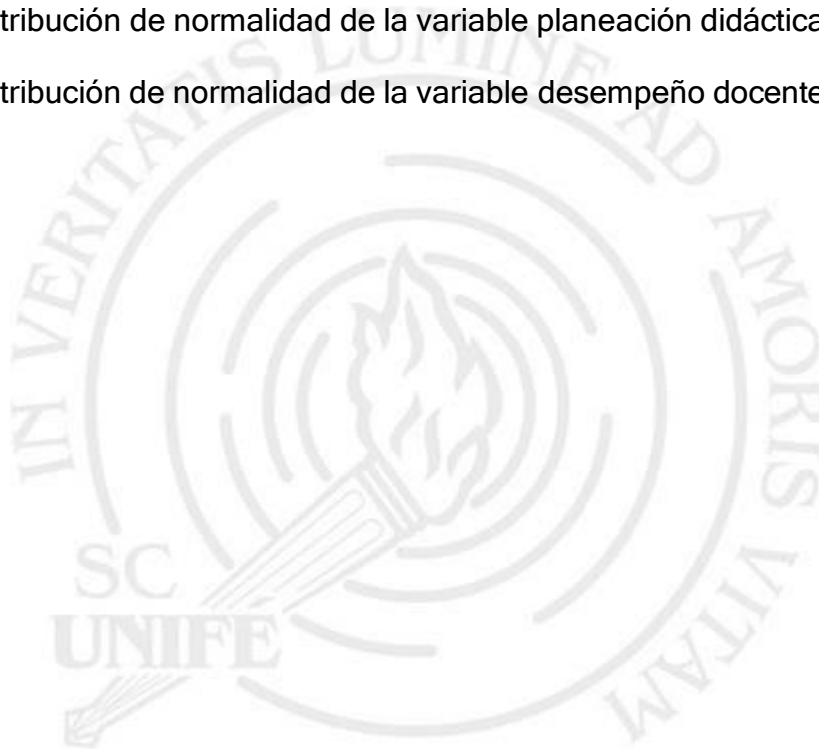 tribución de normalidad de la variable planeación didáctica
tribución de normalidad de la variable desempeño docente
IN VERITATIS LUMINE AD AMORIS VITAM
SC
UNIFE